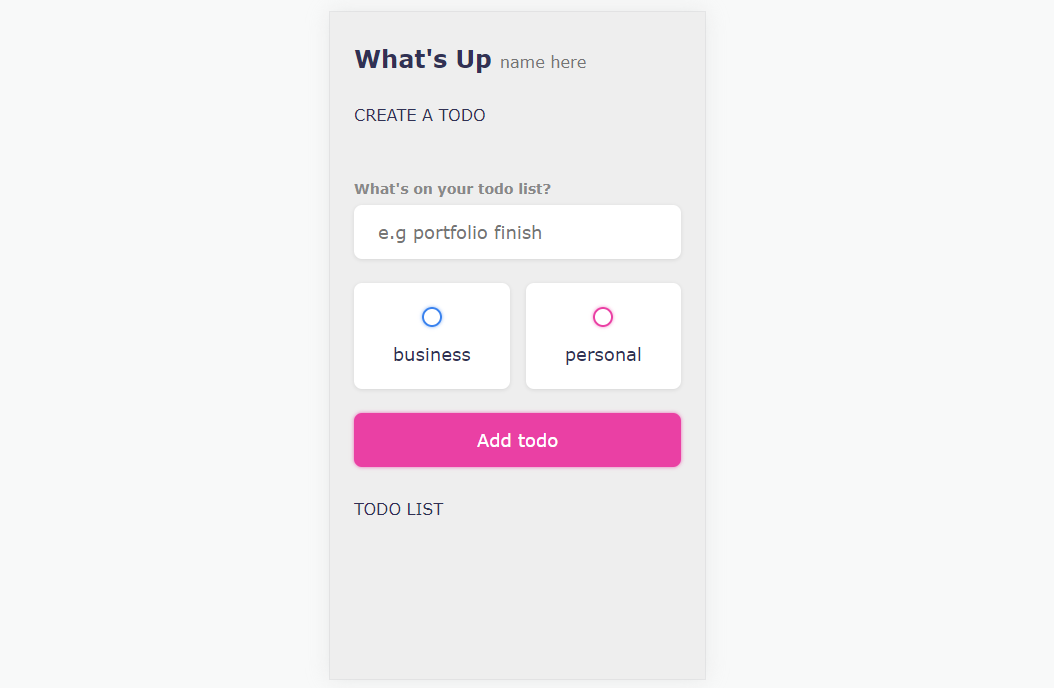 What's Up name here
CREATE A TODO
What's on your todo list?
e.g portfolio finish
business personal
Add todo
TODO LIST